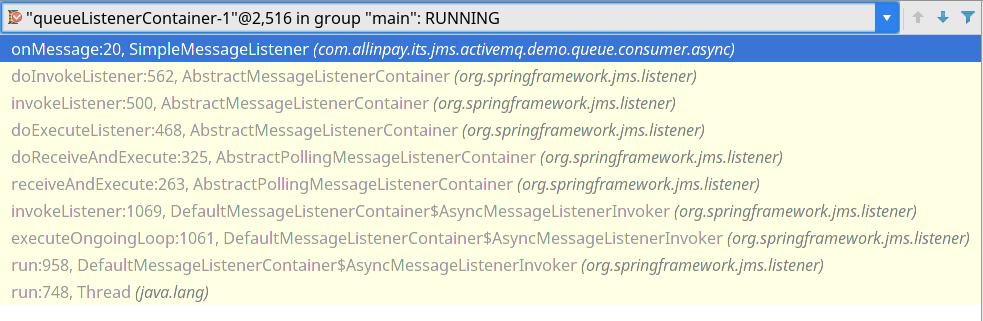 "queueListenerContainer-1"@2,516 in group "main": RUNNING
onMessage:20, SimpleMessageListener (com.allinpay.its.jms.activemq.demo.queue.consumer.async)
doInvokeListener:562, AbstractMessageListenerContainer (org.springframework.jms.listener)
invokeListener:500, AbstractMessageListenerContainer (org.springframework.jms.listener)
doExecuteListener:468, AbstractMessageListenerContainer (org.springframework.jms.listener)
doReceiveAndExecute:325, AbstractPollingMessageListenerContainer (org.springframework.jms.listener)
receiveAndExecute:263, AbstractPollingMessageListenerContainer (org.springframework.jms.listener)
invokeListener:1069, DefaultMessageListenerContainer$AsyncMessageListenerInvoker (org.springframework.jms.listener)
executeOngoingLoop:1061, DefaultMessageListenerContainer$AsyncMessageListenerInvoker (org.springframework.jms.listener)
run:958, DefaultMessageListenerContainer$AsyncMessageListenerInvoker (org.springframework.jms.listener)
run:748, Thread (java.lang)